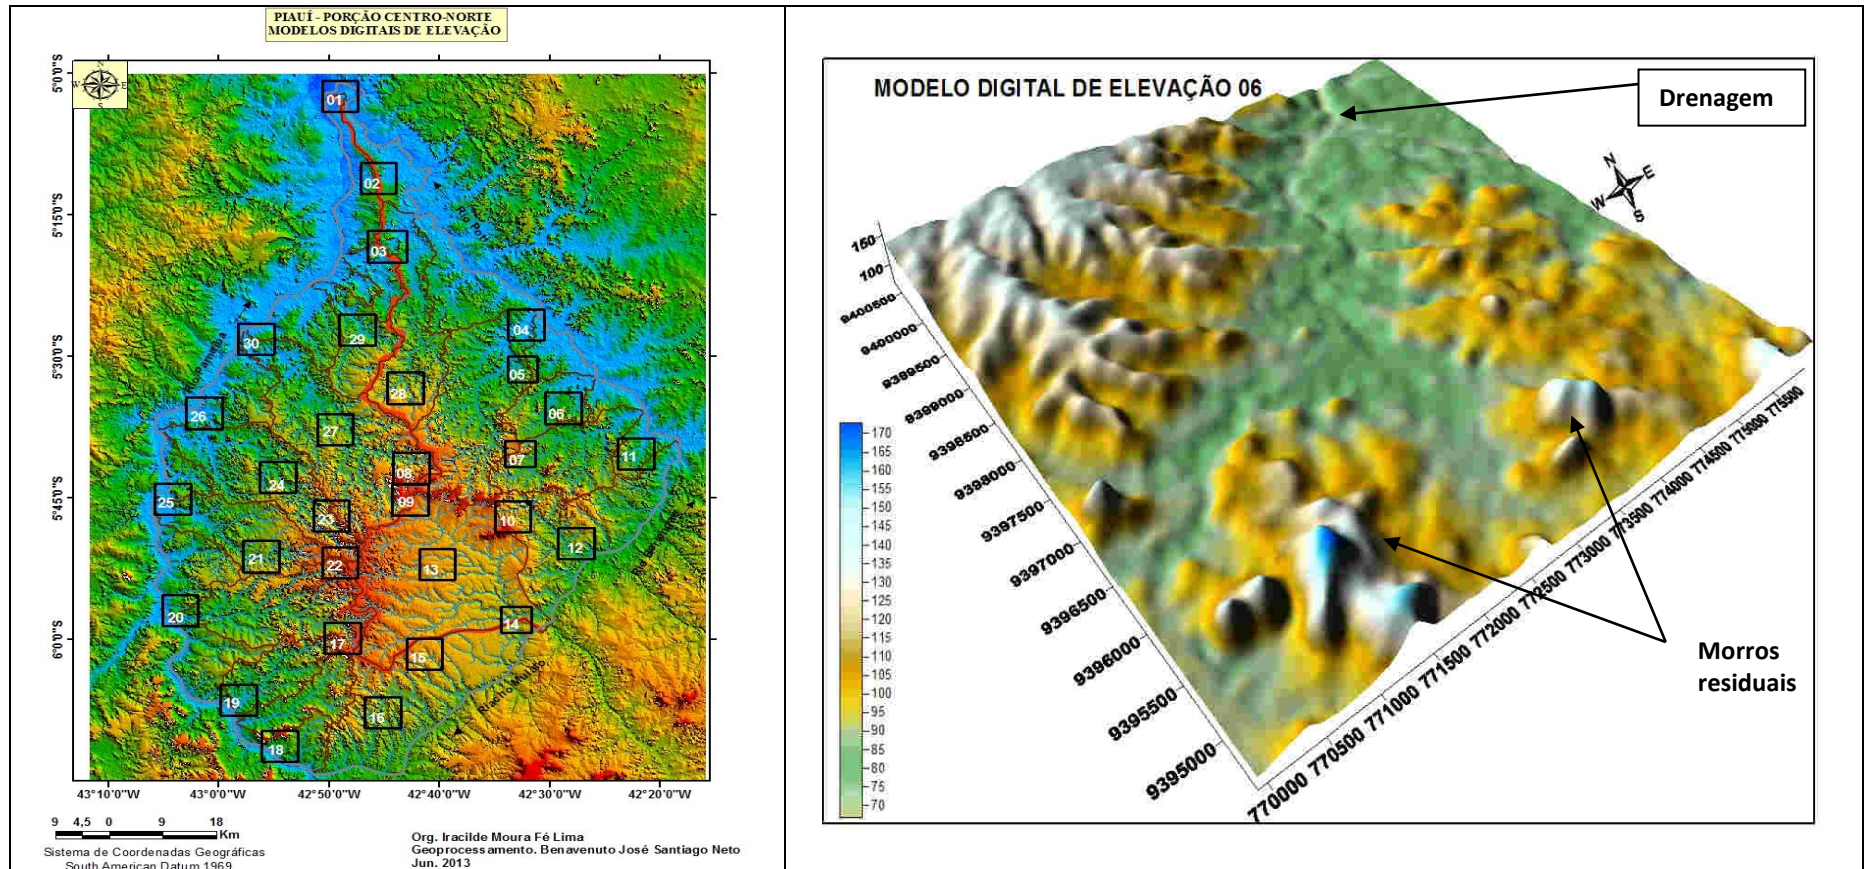 PIAUÍ - PORÇÃO CENTRO-NORTE
MODELOS DIGITAIS DE ELEVAÇÃO
N
W
E
S
5°0'0"S
5°15'0"S
5°30'0"S
5°45'0"S
6°0'0"S
01
02
03
04
29
30
05
28
06
26
27
11
07
08
24
25
09
10
23
12
21
22
13
20
14
17
15
19
16
18
Riacho Mulato
43°10'0"W
43°0'0"W
42°50'0"W
42°40'0"W
42°30'0"W
42°20'0"W
9 4,5 0 9 18
Km
Sistema de Coordenadas Geográficas
South American Datum 1969
Org. Iracilde Moura Fé Lima
Geoprocessamento. Benavenuto José Santiago Neto
Jun. 2013
MODELO DIGITAL DE ELEVAÇÃO 06
Drenagem
N
E
W
S
150
100
9400500
9400000
9399500
9399000
9398500
9398000
9397500
9397000
9396500
9396000
9395500
9395000
770000
770500
771000
771500
772000
772500
773000
773500
774000
774500
775000
775500
170
165
160
155
150
145
140
135
130
125
120
115
110
105
100
95
90
85
80
75
70
Morros
residuais